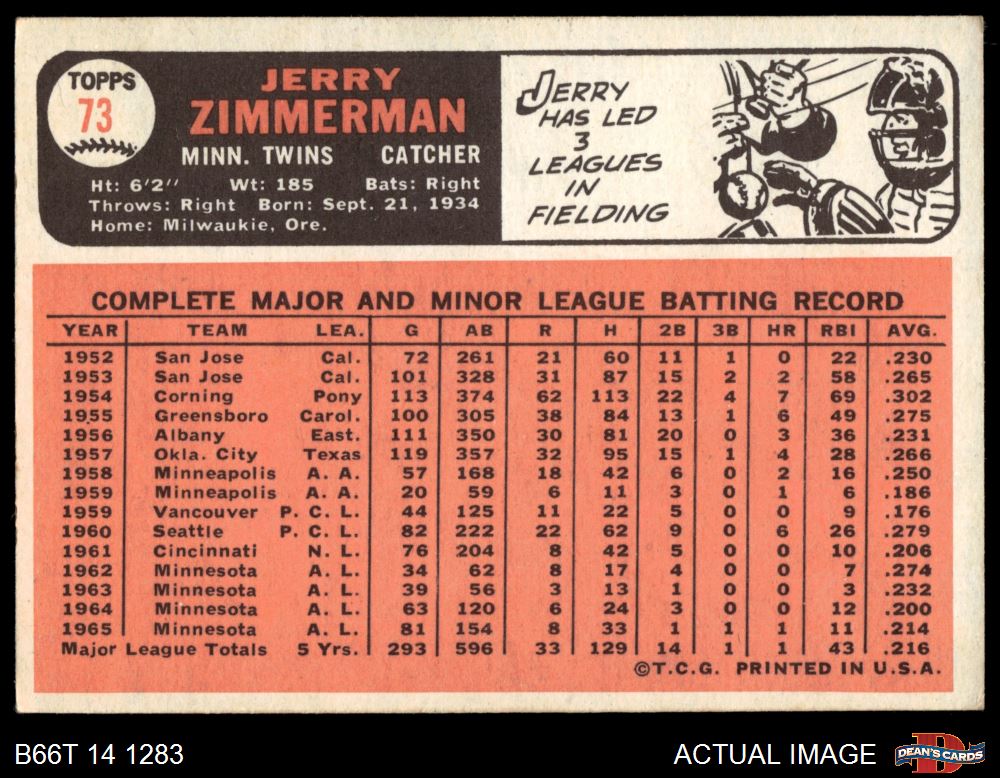 TOPPS
73
JERRY
ZIMMERMAN
MINN. TWINS CATCHER
Ht: 6'2" Wt: 185 Bats: Right
Throws: Right Born: Sept. 21, 1934
Home: Milwaukie, Ore.
JERRY
HAS LED
3
LEAGUES
IN
FIELDING
COMPLETE MAJOR AND MINOR LEAGUE BATTING RECORD
YEAR TEAM LEA. G AB R H 2B 3B HR RBI AVG.
1952 San Jose Cal. 72 261 21 60 11 1 0 22 .230
1953 San Jose Cal. 101 328 31 87 15 2 2 58 .265
1954 Corning Pony 113 374 62 113 22 4 7 69 .302
1955 Greensboro Carol. 100 305 38 84 13 1 6 49 .275
1956 Albany East. 111 350 30 81 20 0 3 36 .231
1957 Okla. City Texas 119 357 32 95 15 1 4 28 .266
1958 Minneapolis A. A. 57 168 18 42 6 0 2 16 .250
1959 Minneapolis A. A. 20 59 6 11 3 0 1 6 .186
1959 Vancouver P. C. L. 44 125 11 22 5 0 0 9 .176
1960 Seattle P. C. L. 82 222 22 62 9 0 6 26 .279
1961 Cincinnati N. L. 76 204 8 42 5 0 0 10 .206
1962 Minnesota A. L. 34 62 8 17 4 0 0 7 .274
1963 Minnesota A. L. 39 56 3 13 1 0 0 3 .232
1964 Minnesota A. L. 63 120 6 24 3 0 0 12 .200
1965 Minnesota A. L. 81 154 8 33 1 1 1 11 .214
Major League Totals 5 Yrs. 293 596 33 129 14 1 1 43 .216
©T.C.G. PRINTED IN U.S.A.
B66T 14 1283 ACTUAL IMAGE DEAN'S CARDS